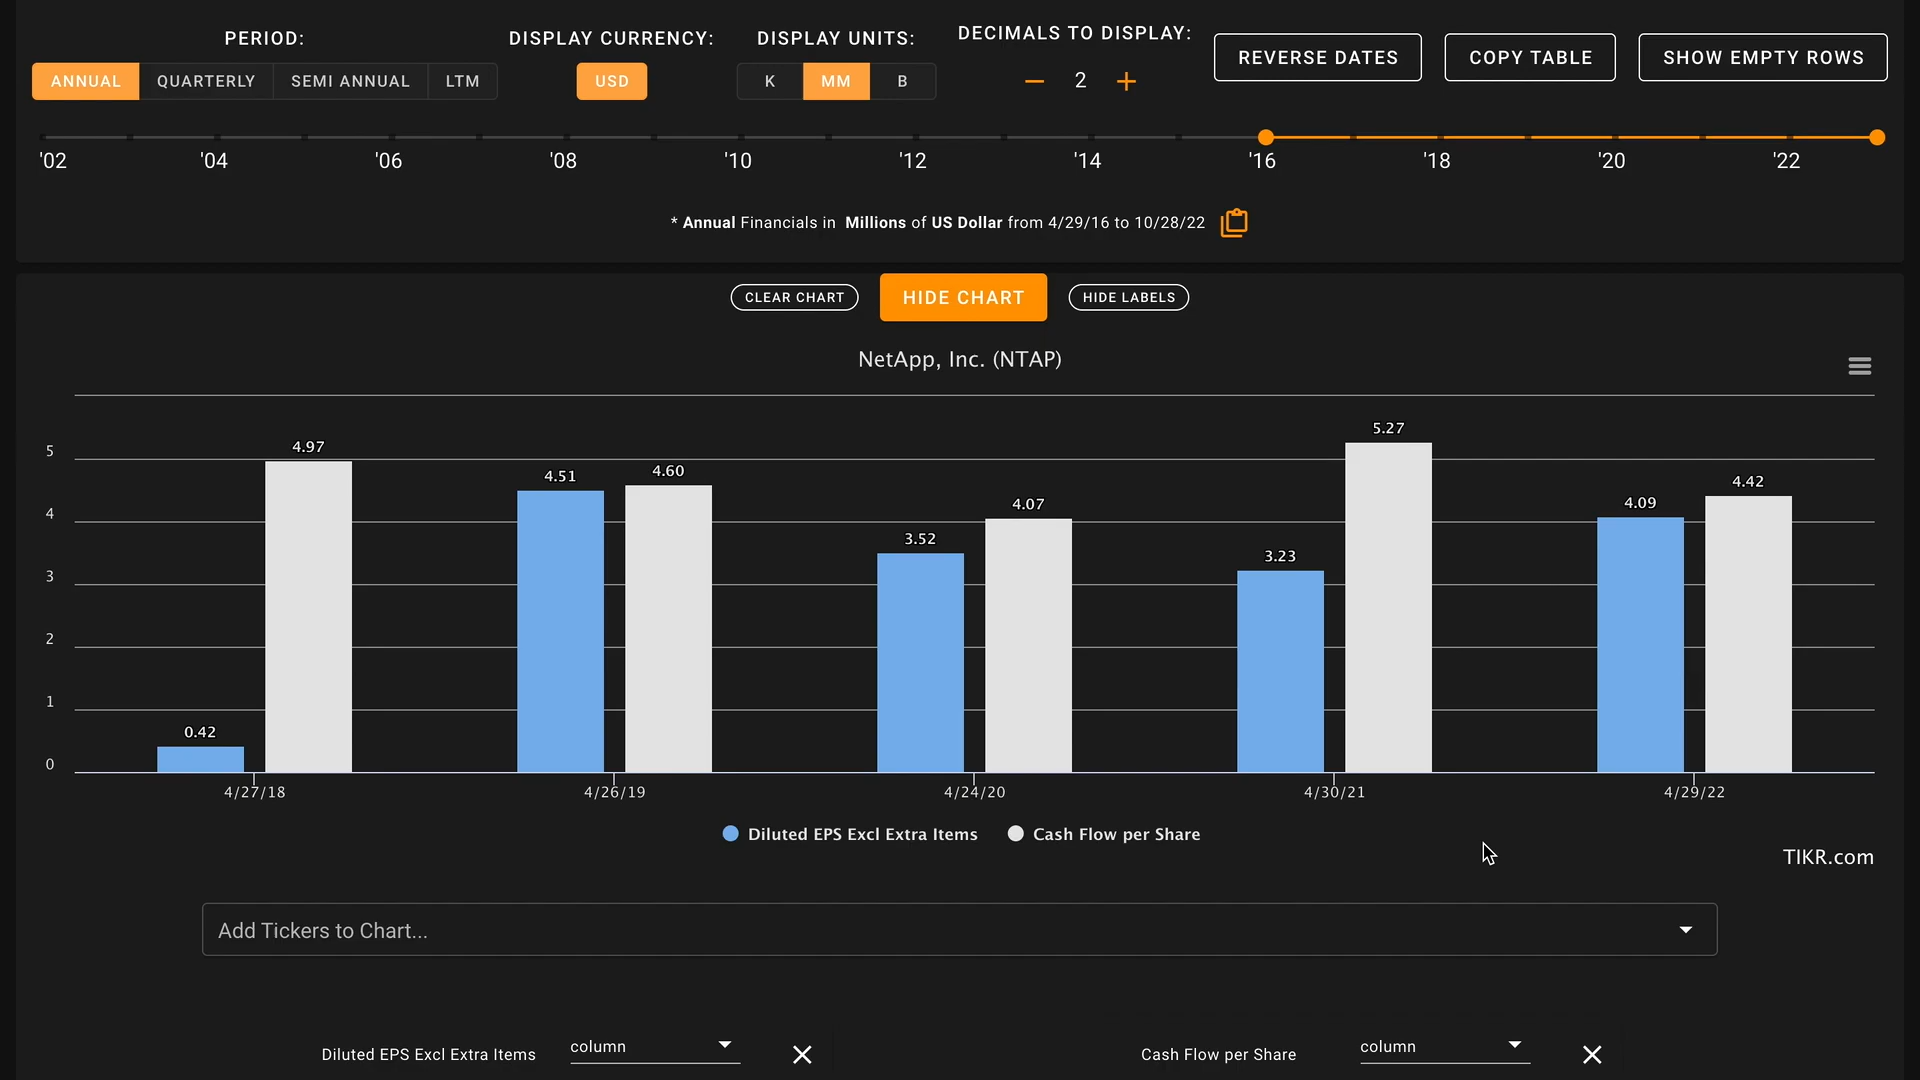 PERIOD:
ANNUAL QUARTERLY SEMI ANNUAL LTM
DISPLAY CURRENCY:
USD
DISPLAY UNITS:
K MM B
DECIMALS TO DISPLAY:
2
REVERSE DATES
COPY TABLE
SHOW EMPTY ROWS
'02 '04 '06 '08 '10 '12 '14 '16 '18 '20 '22
* Annual Financials in Millions of US Dollar from 4/29/16 to 10/28/22
CLEAR CHART
HIDE CHART
HIDE LABELS
NetApp, Inc. (NTAP)
5
4
3
2
1
0
0.42 4.97 4.51 4.60 3.52 4.07 3.23 5.27 4.09 4.42
4/27/18 4/26/19 4/24/20 4/30/21 4/29/22
Diluted EPS Excl Extra Items Cash Flow per Share
TIKR.com
Add Tickers to Chart...
Diluted EPS Excl Extra Items column
Cash Flow per Share column